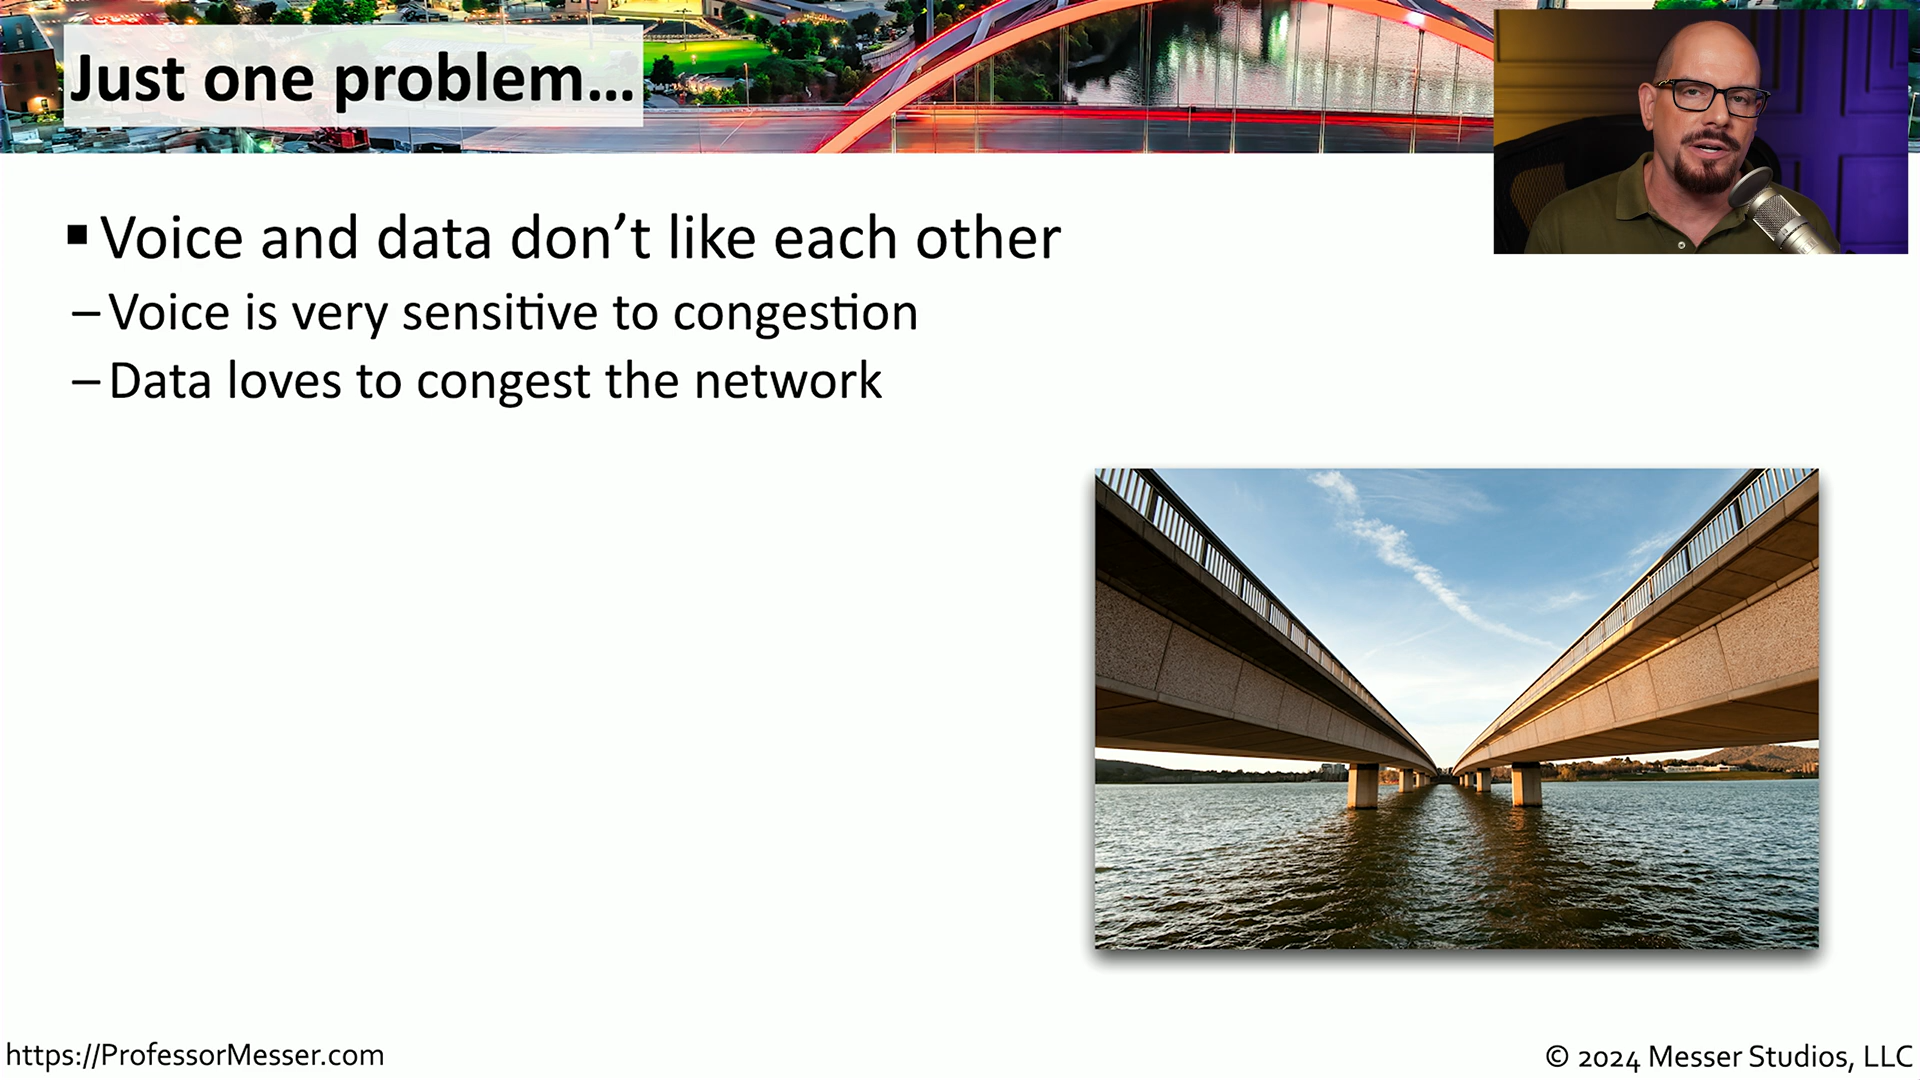 Just one problem…
▪ Voice and data don’t like each other
– Voice is very sensitive to congestion
– Data loves to congest the network
https://ProfessorMesser.com
© 2024 Messer Studios, LLC